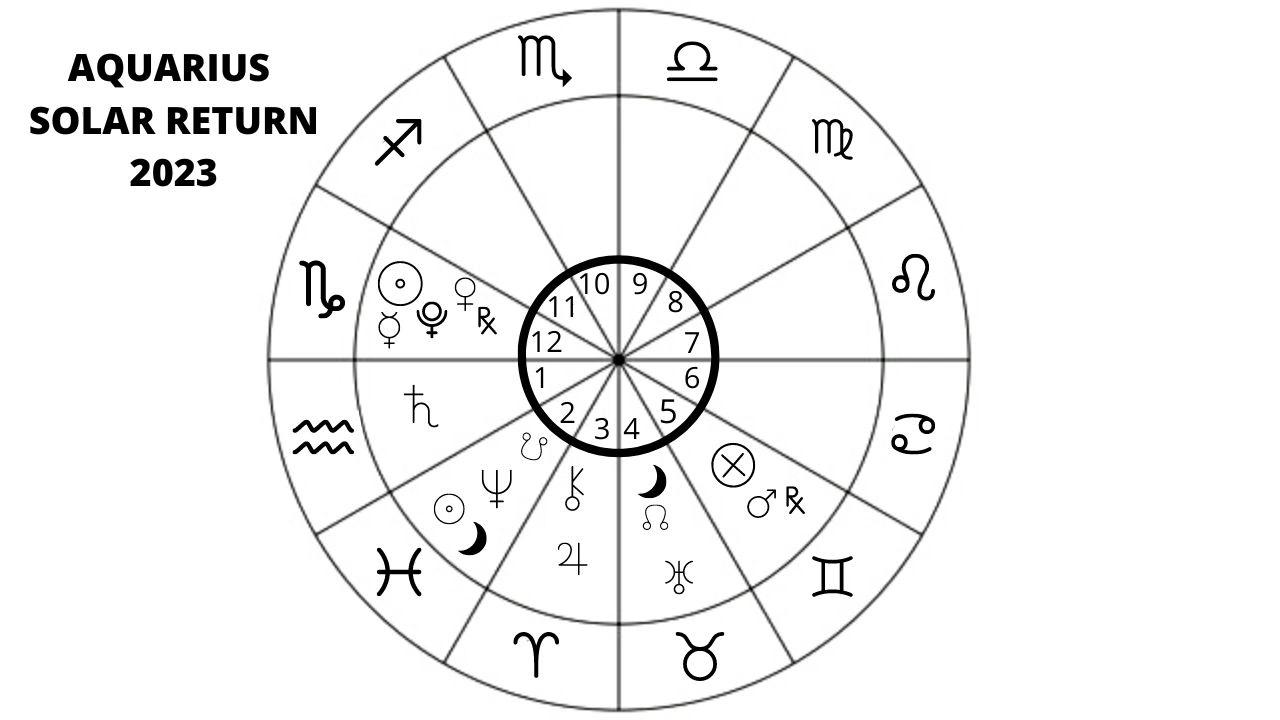 AQUARIUS
SOLAR RETURN
2023
♏ ♎
♐ ♍
♑ ♌
☉ ♀ ☿ ♇ ℞
10 9
11 8
12 7
1 6
2 5
3 4
♒ ♄ ♋
☋ ☽ ⊗
☉ ♆ ⚷ ☊ ♂ ℞
☽ ♃ ♅
♓ ♊
♈ ♉